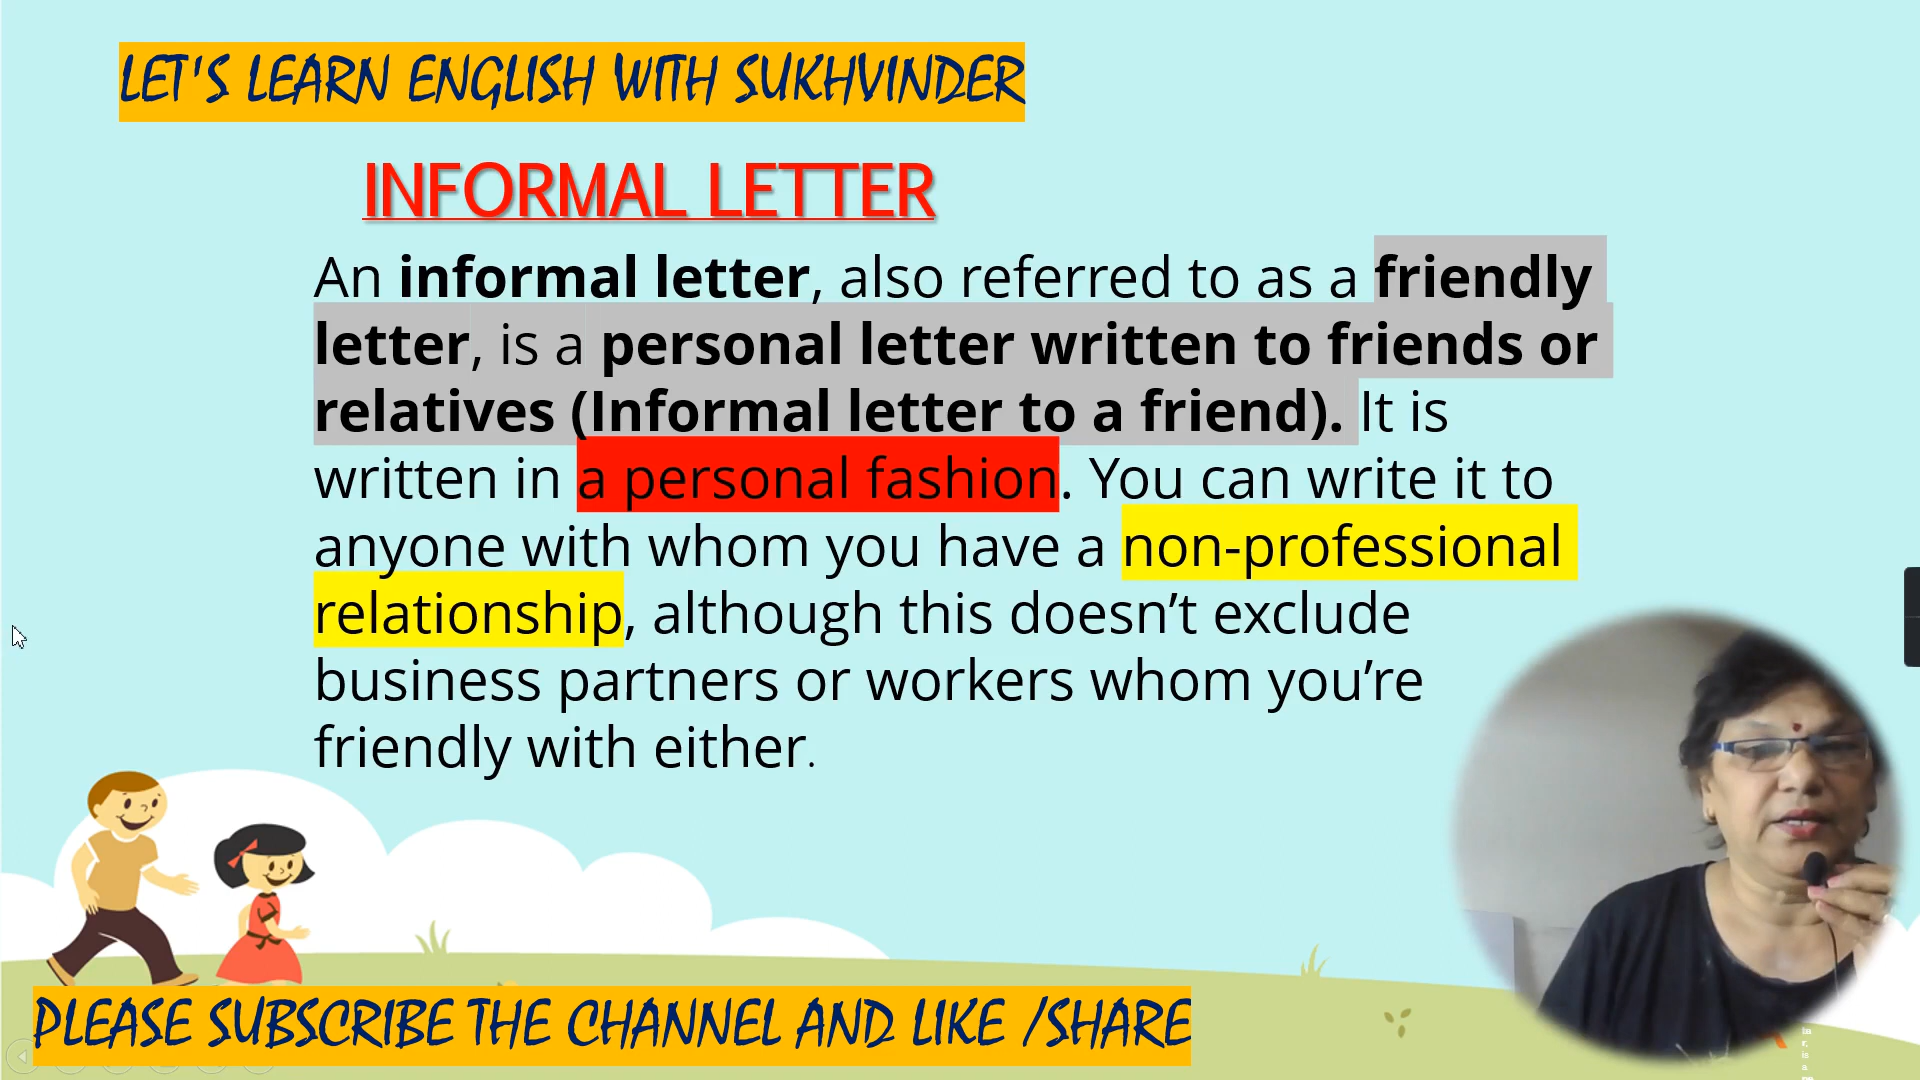 LET'S LEARN ENGLISH WITH SUKHVINDER
INFORMAL LETTER
An informal letter, also referred to as a friendly
letter, is a personal letter written to friends or
relatives (Informal letter to a friend). It is
written in a personal fashion. You can write it to
anyone with whom you have a non-professional
relationship, although this doesn’t exclude
business partners or workers whom you’re
friendly with either.
PLEASE SUBSCRIBE THE CHANNEL AND LIKE /SHARE